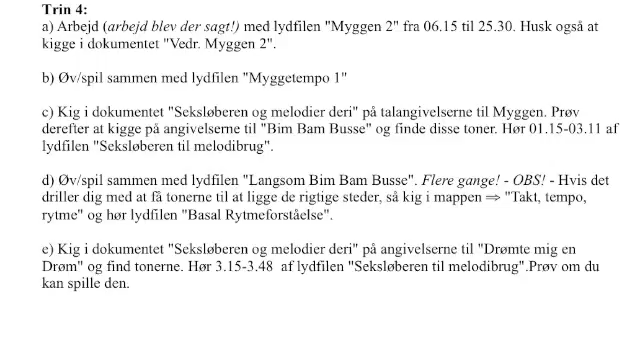 Trin 4:
a) Arbejd (arbejd blev der sagt!) med lydfilen "Myggen 2" fra 06.15 til 25.30. Husk også at
kigge i dokumentet "Vedr. Myggen 2".
b) Øv/spil sammen med lydfilen "Myggetempo 1"
c) Kig i dokumentet "Seksløberen og melodier deri" på talangivelserne til Myggen. Prøv
derefter at kigge på angivelserne til "Bim Bam Busse" og finde disse toner. Hør 01.15-03.11 af
lydfilen "Seksløberen til melodibrug".
d) Øv/spil sammen med lydfilen "Langsom Bim Bam Busse". Flere gange! - OBS! - Hvis det
driller dig med at få tonerne til at ligge de rigtige steder, så kig i mappen ⇒ "Takt, tempo,
rytme" og hør lydfilen "Basal Rytmeforståelse".
e) Kig i dokumentet "Seksløberen og melodier deri" på angivelserne til "Drømte mig en
Drøm" og find tonerne. Hør 3.15-3.48 af lydfilen "Seksløberen til melodibrug".Prøv om du
kan spille den.